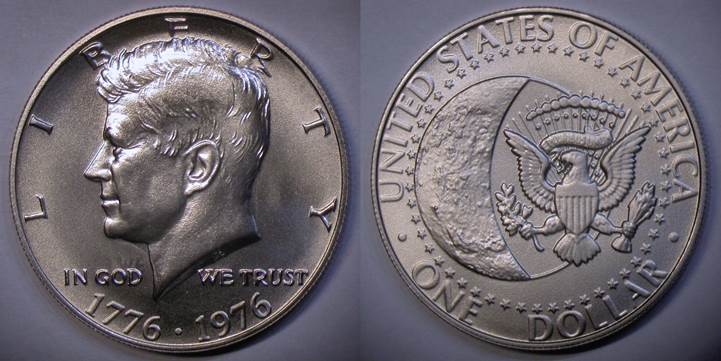 LIBERTY
IN GOD WE TRUST
1776 · 1976
UNITED STATES OF AMERICA
· ONE DOLLAR ·